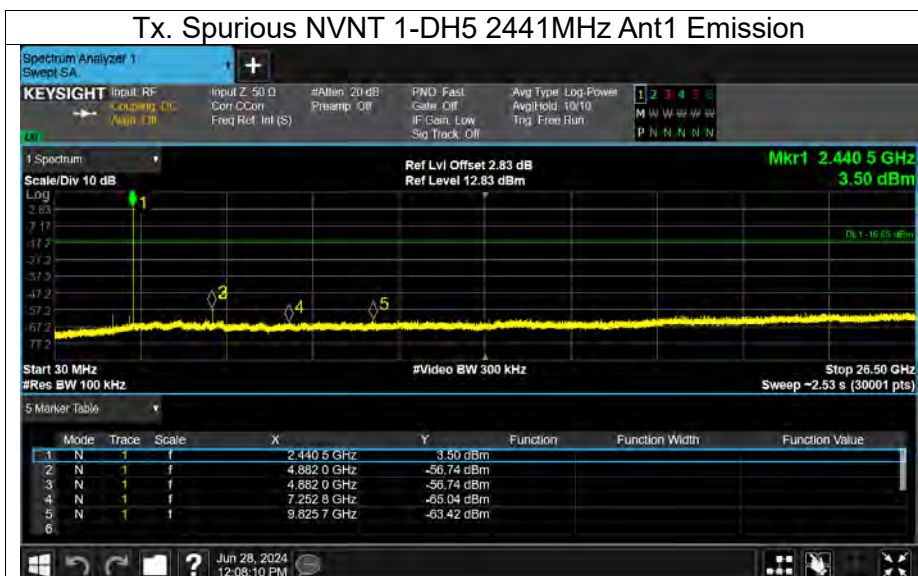 Tx. Spurious NVNT 1-DH5 2441MHz Ant1 Emission
Spectrum Analyzer 1
Swept SA
+
KEYSIGHT Input: RF Input Z: 50 Ω #Atten: 20 dB PNO: Fast Avg Type: Log-Power 1 2 3 4 5 6
Coupling: DC Corr CCorr Preamp: Off Gate: Off Avg|Hold: 10/10 M W W W W W
Align: Off Freq Ref: Int (S) IF Gain: Low Trig: Free Run
Sig Track: Off P N N N N N
1 Spectrum Ref Lvl Offset 2.83 dB Mkr1 2.440 5 GHz
Scale/Div 10 dB Ref Level 12.83 dBm 3.50 dBm
Log
1
2.83
7.17
DL1 -16.65 dBm
-17.2
-27.2
-37.2
-47.2
3
-57.2
4 5
-67.2
-77.2
Start 30 MHz #Video BW 300 kHz Stop 26.50 GHz
#Res BW 100 kHz Sweep ~2.53 s (30001 pts)
5 Marker Table
Mode Trace Scale X Y Function Function Width Function Value
1 N 1 f 2.440 5 GHz 3.50 dBm
2 N 1 f 4.882 0 GHz -56.74 dBm
3 N 1 f 4.882 0 GHz -56.74 dBm
4 N 1 f 7.252 8 GHz -65.04 dBm
5 N 1 f 9.825 7 GHz -63.42 dBm
6
? Jun 28, 2024
12:08:10 PM